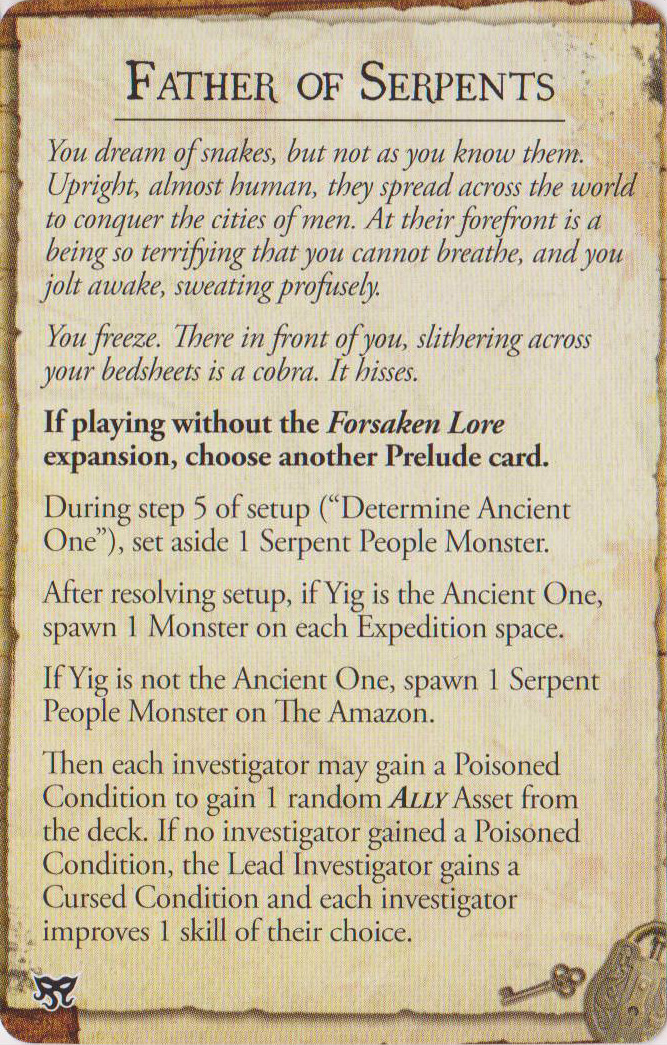 Father of Serpents
You dream of snakes, but not as you know them.
Upright, almost human, they spread across the world
to conquer the cities of men. At their forefront is a
being so terrifying that you cannot breathe, and you
jolt awake, sweating profusely.
You freeze. There in front of you, slithering across
your bedsheets is a cobra. It hisses.
If playing without the Forsaken Lore
expansion, choose another Prelude card.
During step 5 of setup (“Determine Ancient
One”), set aside 1 Serpent People Monster.
After resolving setup, if Yig is the Ancient One,
spawn 1 Monster on each Expedition space.
If Yig is not the Ancient One, spawn 1 Serpent
People Monster on The Amazon.
Then each investigator may gain a Poisoned
Condition to gain 1 random Ally Asset from
the deck. If no investigator gained a Poisoned
Condition, the Lead Investigator gains a
Cursed Condition and each investigator
improves 1 skill of their choice.